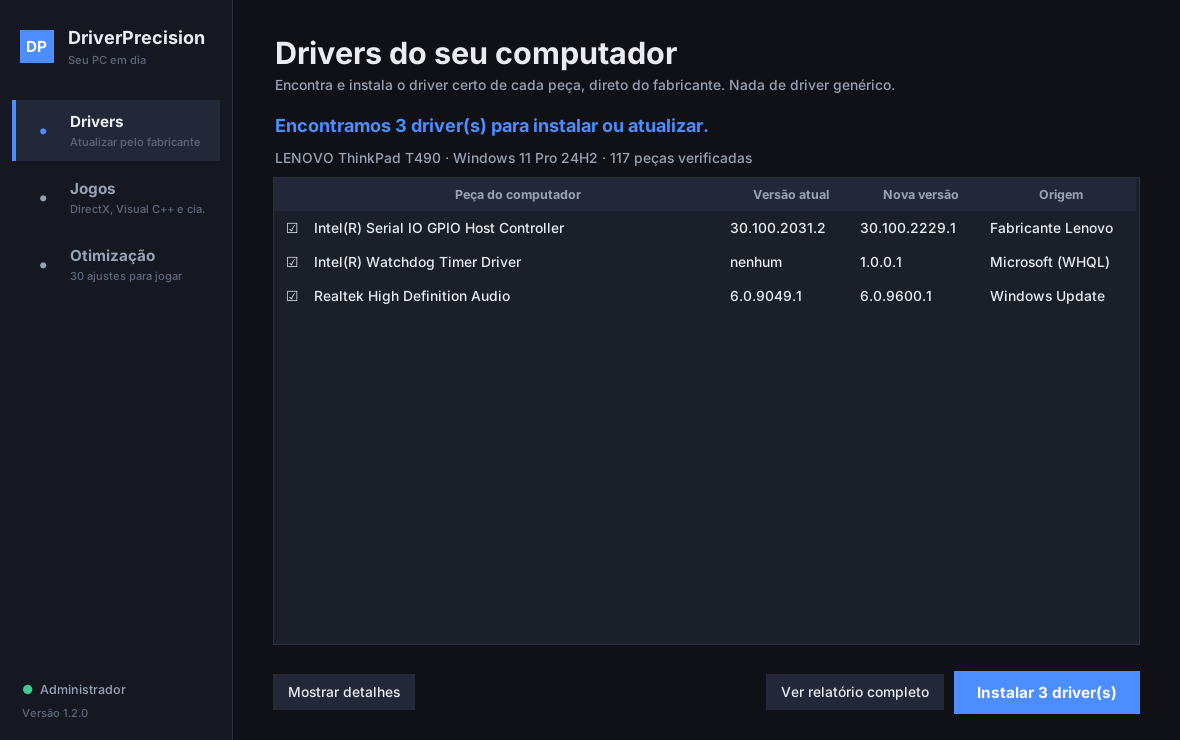 DP
DriverPrecision
Seu PC em dia
Drivers
Atualizar pelo fabricante
Jogos
DirectX, Visual C++ e cia.
Otimização
30 ajustes para jogar
Administrador
Versão 1.2.0
Drivers do seu computador
Encontra e instala o driver certo de cada peça, direto do fabricante. Nada de driver genérico.
Encontramos 3 driver(s) para instalar ou atualizar.
LENOVO ThinkPad T490 · Windows 11 Pro 24H2 · 117 peças verificadas
Peça do computador Versão atual Nova versão Origem
☑ Intel(R) Serial IO GPIO Host Controller 30.100.2031.2 30.100.2229.1 Fabricante Lenovo
☑ Intel(R) Watchdog Timer Driver nenhum 1.0.0.1 Microsoft (WHQL)
☑ Realtek High Definition Audio 6.0.9049.1 6.0.9600.1 Windows Update
Mostrar detalhes Ver relatório completo Instalar 3 driver(s)